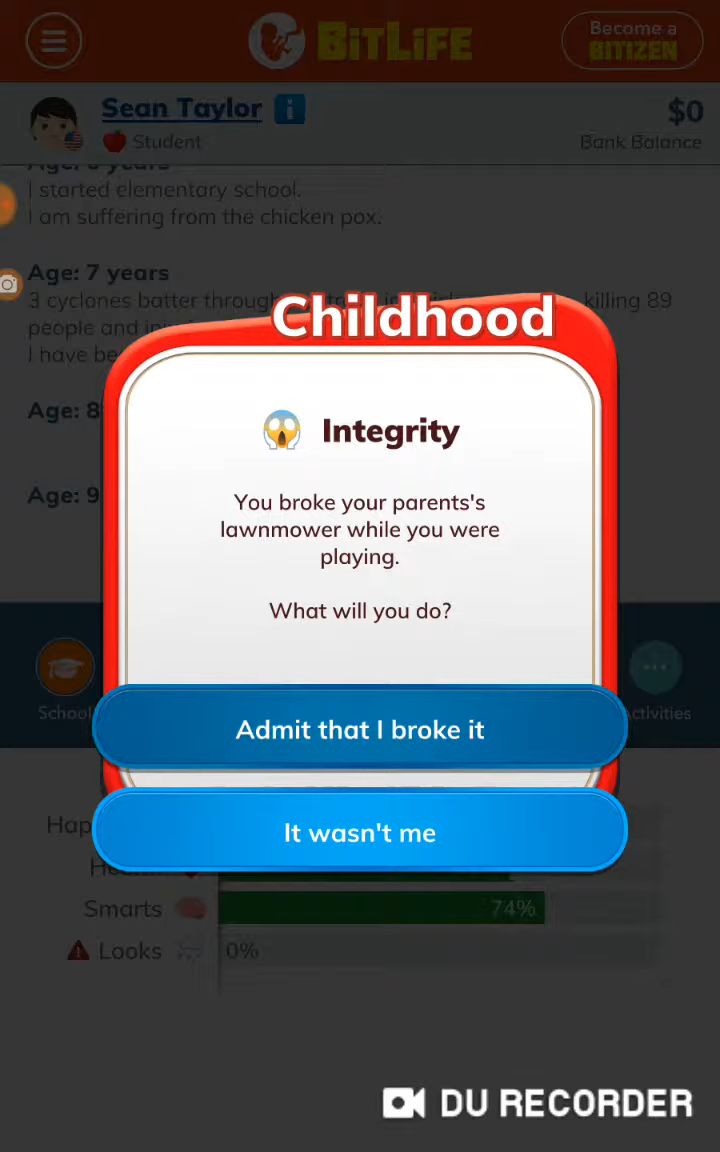 Become a
BiTLiFE
BITIZEN
Sean Taylor
$0
Student
Bank Balance
I started elementary school.
I am suffering from the chicken pox.
Age: 7 years
3 cyclones batter through killing 89
people and
I have be
Childhood
Age: 8
Integrity
Age: 9
You broke your parents's
lawnmower while you were
playing.
What will you do?
School
Activities
Admit that I broke it
Hap
It wasn't me
Smarts 74%
Looks 0%
DU RECORDER